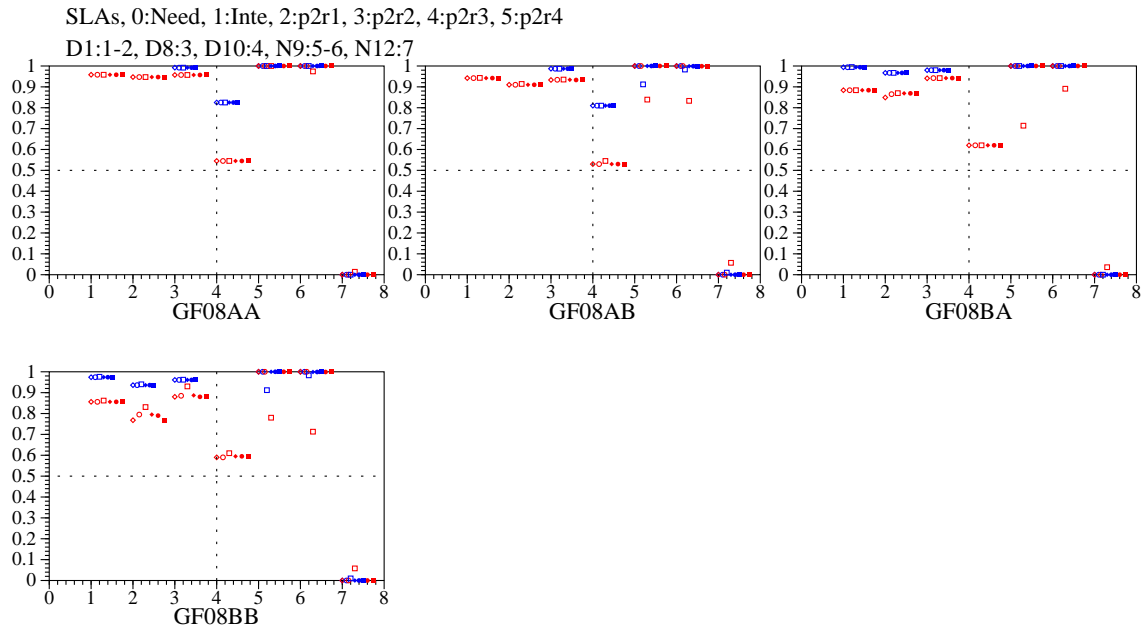 SLAs, 0:Need, 1:Inte, 2:p2r1, 3:p2r2, 4:p2r3, 5:p2r4
D1:1-2, D8:3, D10:4, N9:5-6, N12:7
1 1 1
0.9 0.9 0.9
0.8 0.8 0.8
0.7 0.7 0.7
0.6 0.6 0.6
0.5 0.5 0.5
0.4 0.4 0.4
0.3 0.3 0.3
0.2 0.2 0.2
0.1 0.1 0.1
0 0 0
0 1 2 3 4 5 6 7 8 0 1 2 3 4 5 6 7 8 0 1 2 3 4 5 6 7 8
GF08AA GF08AB GF08BA
1
0.9
0.8
0.7
0.6
0.5
0.4
0.3
0.2
0.1
0
0 1 2 3 4 5 6 7 8
GF08BB